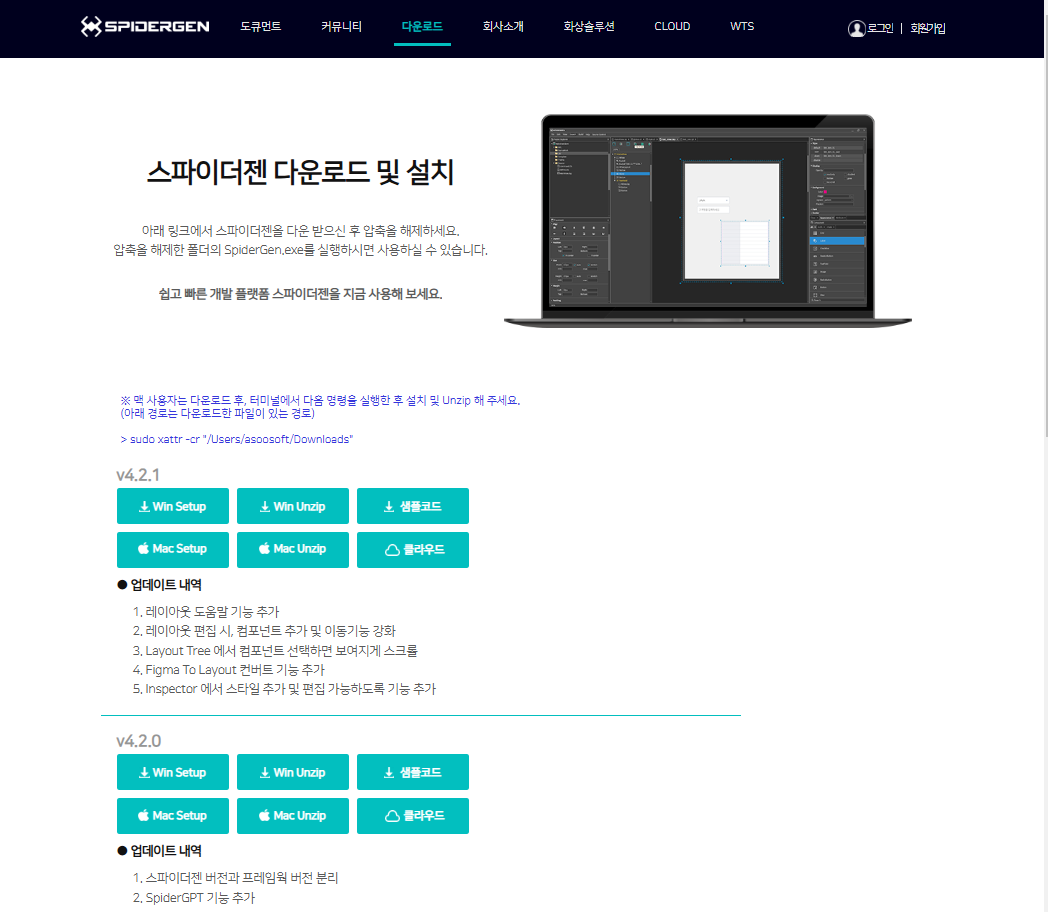 SPIDERGEN
도큐먼트
커뮤니티
다운로드
회사소개
화상솔루션
CLOUD
WTS
로그인 | 회원가입
스파이더젠 다운로드 및 설치
아래 링크에서 스파이더젠을 다운 받으신 후 압축을 해제하세요.
압축을 해제한 폴더의 SpiderGen.exe를 실행하시면 사용하실 수 있습니다.
쉽고 빠른 개발 플랫폼 스파이더젠을 지금 사용해 보세요.
※ 맥 사용자는 다운로드 후, 터미널에서 다음 명령을 실행한 후 설치 및 Unzip 해 주세요.
(아래 경로는 다운로드한 파일이 있는 경로)
> sudo xattr -cr "/Users/asoosoft/Downloads"
v4.2.1
Win Setup
Win Unzip
샘플코드
Mac Setup
Mac Unzip
클라우드
● 업데이트 내역
1. 레이아웃 도움말 기능 추가
2. 레이아웃 편집 시, 컴포넌트 추가 및 이동기능 강화
3. Layout Tree 에서 컴포넌트 선택하면 보여지게 스크롤
4. Figma To Layout 컨버트 기능 추가
5. Inspector 에서 스타일 추가 및 편집 가능하도록 기능 추가
v4.2.0
Win Setup
Win Unzip
샘플코드
Mac Setup
Mac Unzip
클라우드
● 업데이트 내역
1. 스파이더젠 버전과 프레임웍 버전 분리
2. SpiderGPT 기능 추가